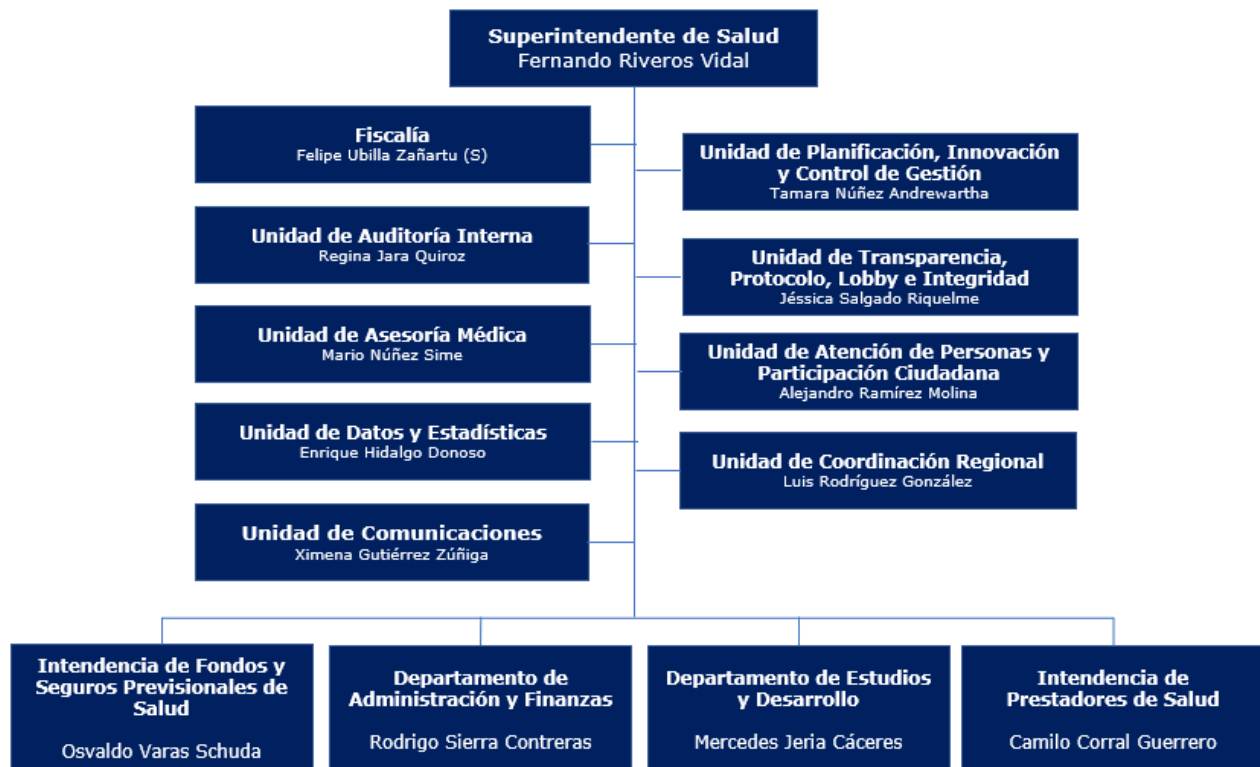 Superintendente de Salud
Fernando Riveros Vidal
Fiscalía
Felipe Ubilla Zañartu (S)
Unidad de Planificación, Innovación
y Control de Gestión
Tamara Núñez Andrewartha
Unidad de Auditoría Interna
Regina Jara Quiroz
Unidad de Transparencia,
Protocolo, Lobby e Integridad
Jéssica Salgado Riquelme
Unidad de Asesoría Médica
Mario Núñez Sime
Unidad de Atención de Personas y
Participación Ciudadana
Alejandro Ramírez Molina
Unidad de Datos y Estadísticas
Enrique Hidalgo Donoso
Unidad de Coordinación Regional
Luis Rodríguez González
Unidad de Comunicaciones
Ximena Gutiérrez Zúñiga
Intendencia de Fondos y
Seguros Previsionales de
Salud
Osvaldo Varas Schuda
Departamento de
Administración y Finanzas
Rodrigo Sierra Contreras
Departamento de Estudios
y Desarrollo
Mercedes Jeria Cáceres
Intendencia de
Prestadores de Salud
Camilo Corral Guerrero